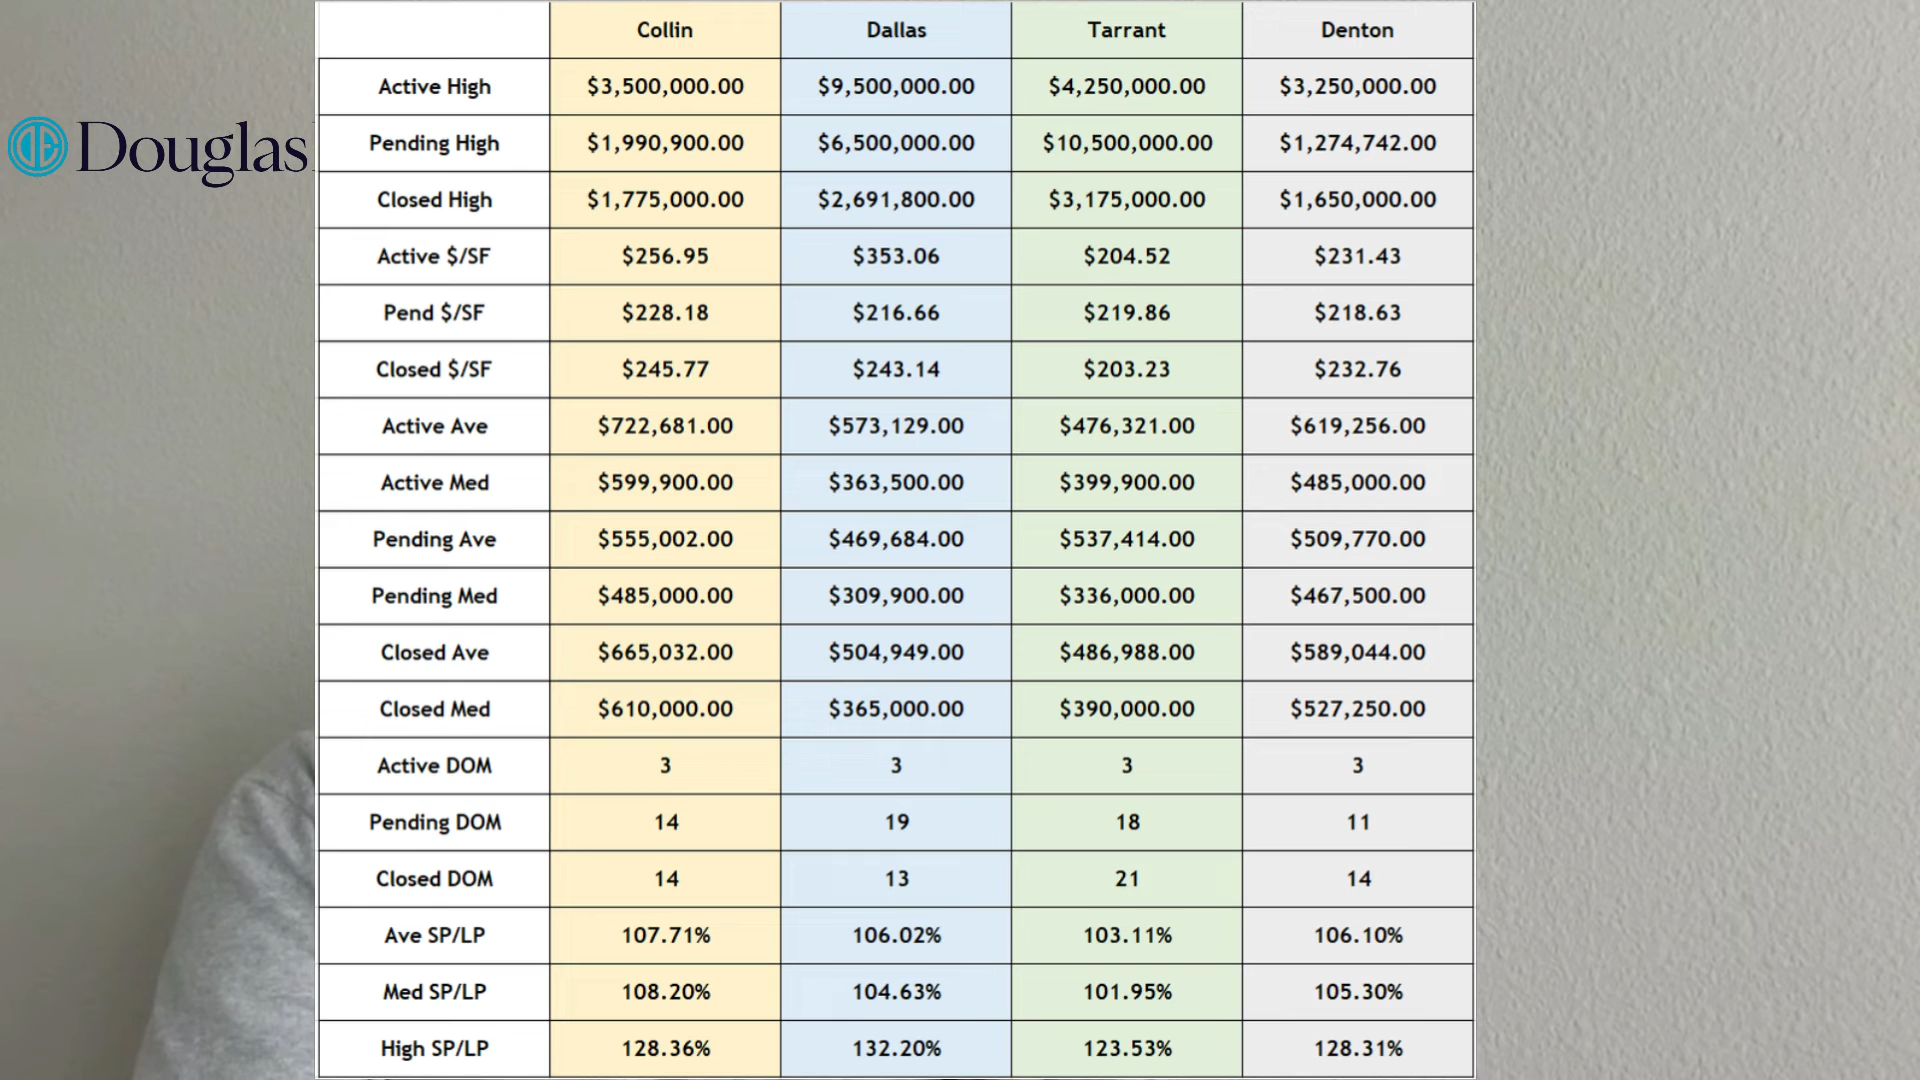 Collin Dallas Tarrant Denton
Active High $3,500,000.00 $9,500,000.00 $4,250,000.00 $3,250,000.00
Douglas
Pending High $1,990,900.00 $6,500,000.00 $10,500,000.00 $1,274,742.00
Closed High $1,775,000.00 $2,691,800.00 $3,175,000.00 $1,650,000.00
Active $/SF $256.95 $353.06 $204.52 $231.43
Pend $/SF $228.18 $216.66 $219.86 $218.63
Closed $/SF $245.77 $243.14 $203.23 $232.76
Active Ave $722,681.00 $573,129.00 $476,321.00 $619,256.00
Active Med $599,900.00 $363,500.00 $399,900.00 $485,000.00
Pending Ave $555,002.00 $469,684.00 $537,414.00 $509,770.00
Pending Med $485,000.00 $309,900.00 $336,000.00 $467,500.00
Closed Ave $665,032.00 $504,949.00 $486,988.00 $589,044.00
Closed Med $610,000.00 $365,000.00 $390,000.00 $527,250.00
Active DOM 3 3 3 3
Pending DOM 14 19 18 11
Closed DOM 14 13 21 14
Ave SP/LP 107.71% 106.02% 103.11% 106.10%
Med SP/LP 108.20% 104.63% 101.95% 105.30%
High SP/LP 128.36% 132.20% 123.53% 128.31%